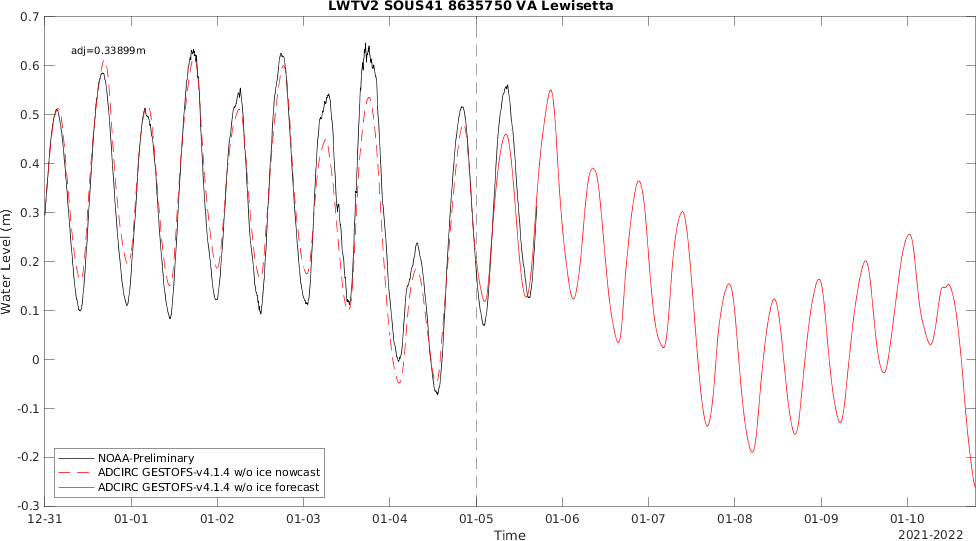 LWTV2 SOUS41 8635750 VA Lewisetta
adj=0.33899m
Water Level (m)
0.7
0.6
0.5
0.4
0.3
0.2
0.1
0
-0.1
-0.2
-0.3
NOAA-Preliminary
ADCIRC GESTOFS-v4.1.4 w/o ice nowcast
ADCIRC GESTOFS-v4.1.4 w/o ice forecast
12-31 01-01 01-02 01-03 01-04 01-05 01-06 01-07 01-08 01-09 01-10
Time
2021-2022